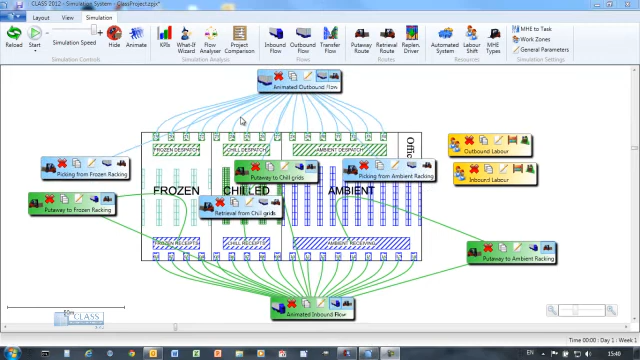 CLASS 2012 - Simulation System - ClassProject.zppx*
Layout View Simulation
Reload Start Simulation Speed Hide Animate KPIs What-If Wizard Flow Analyser Project Comparison Inbound Flow Outbound Flow Transfer Flow Putaway Route Retrieval Route Replen. Driver Automated System Labour Shift MHE Types MHE to Task
Work Zones
General Parameters
Simulation Controls Simulation Analysis Flows Routes Resources Simulation Settings
Animated Outbound Flow
Office
FROZEN DESPATCH CHILL DESPATCH AMBIENT DESPATCH
Outbound Labour
Picking from Frozen Racking
Putaway to Chill grids
Picking from Ambient Racking
Inbound Labour
FROZEN CHILLED AMBIENT
Putaway to Frozen Racking
Retrieval from Chill grids
FROZEN RECEIPTS CHILL RECEIPTS AMBIENT RECEIVING
Putaway to Ambient Racking
Animated Inbound Flow
CLASS
Time 00:00 : Day 1 : Week 1
EN
15:40